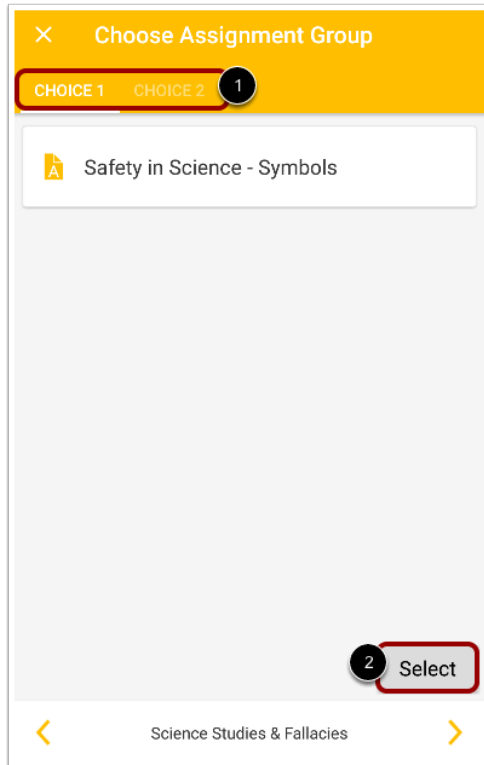 Choose Assignment Group
CHOICE 1 CHOICE 2 1
Safety in Science - Symbols
2 Select
Science Studies & Fallacies